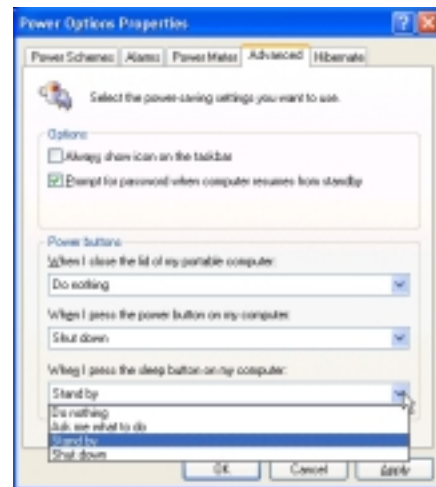 Power Options Properties
Power Schemes Alarms Power Meter Advanced Hibernate
Select the power-saving settings you want to use.
Options
Always show icon on the taskbar
Prompt for password when computer resumes from standby
Power buttons
When I close the lid of my portable computer:
Do nothing
When I press the power button on my computer:
Shut down
When I press the sleep button on my computer:
Stand by
Do nothing
Ask me what to do
Stand by
Shut down
OK Cancel Apply